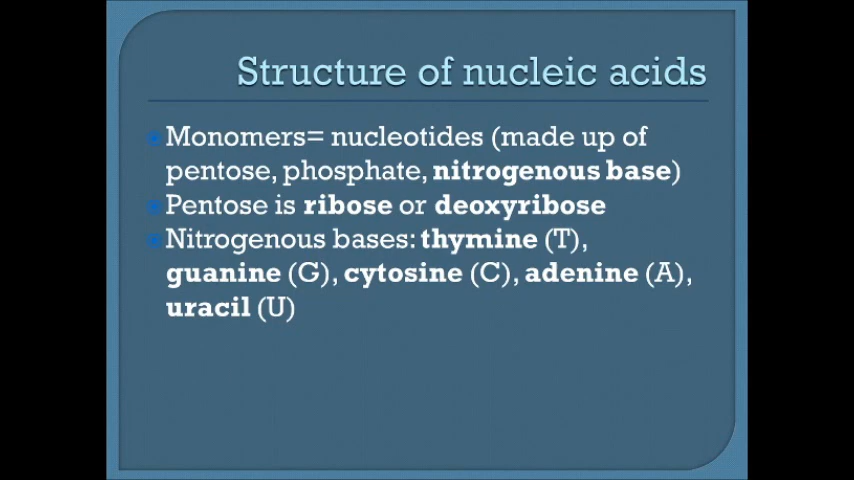 Structure of nucleic acids
Monomers= nucleotides (made up of
pentose, phosphate, nitrogenous base)
Pentose is ribose or deoxyribose
Nitrogenous bases: thymine (T),
guanine (G), cytosine (C), adenine (A),
uracil (U)